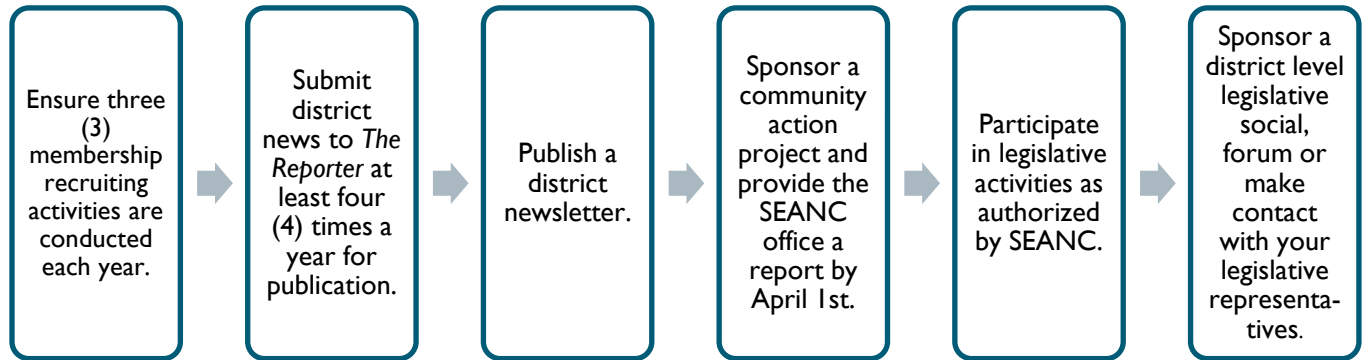 Ensure three
(3)
membership
recruiting
activities are
conducted
each year.
Submit
district
news to The
Reporter at
least four
(4) times a
year for
publication.
Publish a
district
newsletter.
Sponsor a
community
action
project and
provide the
SEANC
office a
report by
April 1st.
Participate
in legislative
activities as
authorized
by SEANC.
Sponsor a
district level
legislative
social,
forum or
make
contact
with your
legislative
representa-
tives.